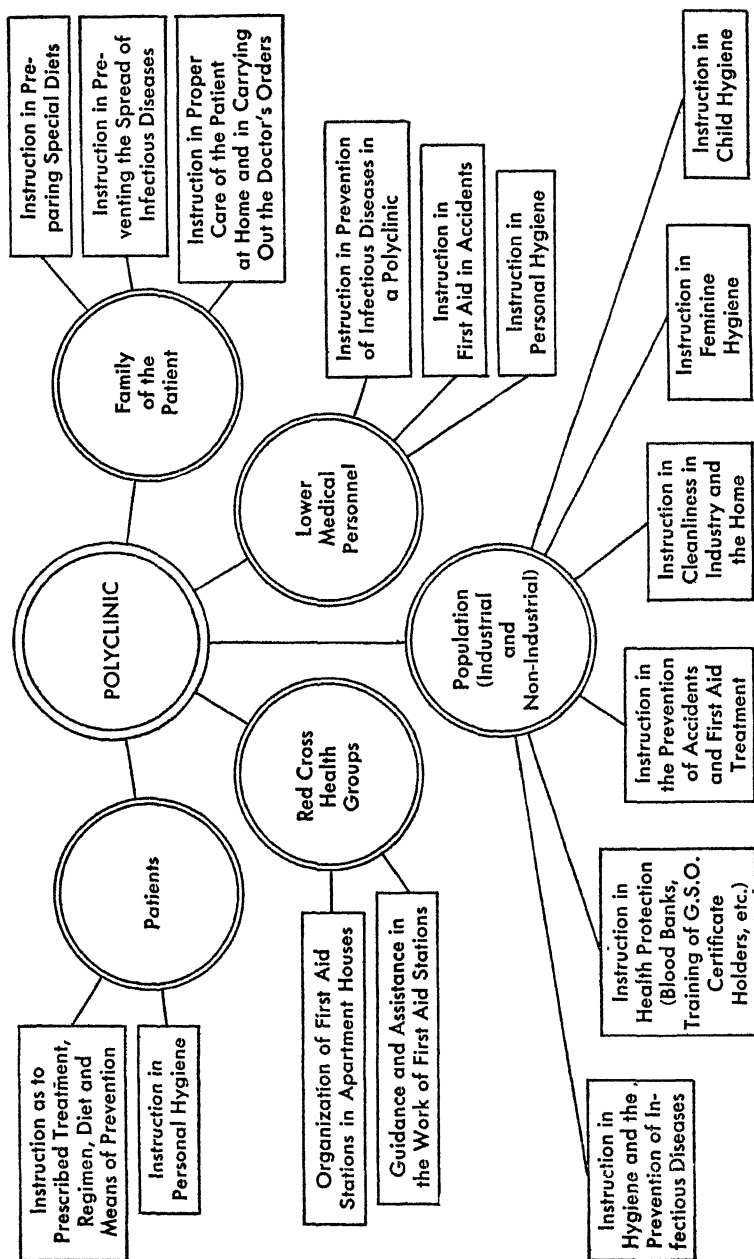 POLYCLINIC
Patients
Instruction as to
Prescribed Treatment,
Regimen, Diet and
Means of Prevention
Instruction in
Personal Hygiene
Red Cross
Health
Groups
Organization of First Aid
Stations in Apartment Houses
Guidance and Assistance in
the Work of First Aid Stations
Family
of the
Patient
Instruction in Pre-
paring Special Diets
Instruction in Pre-
venting the Spread of
Infectious Diseases
Instruction in Proper
Care of the Patient
at Home and in Carrying
Out the Doctor's Orders
Lower
Medical
Personnel
Instruction in Prevention
of Infectious Diseases in
a Polyclinic
Instruction in
First Aid in Accidents
Instruction in
Personal Hygiene
Population
(Industrial
and
Non-Industrial)
Instruction in
Hygiene and the
Prevention of In-
fectious Diseases
Instruction in
Health Protection
(Blood Banks,
Training of G.S.O.
Certificate
Holders, etc.)
Instruction in
the Prevention
of Accidents
and First Aid
Treatment
Instruction in
Cleanliness in
Industry and
the Home
Instruction in
Feminine
Hygiene
Instruction in
Child Hygiene